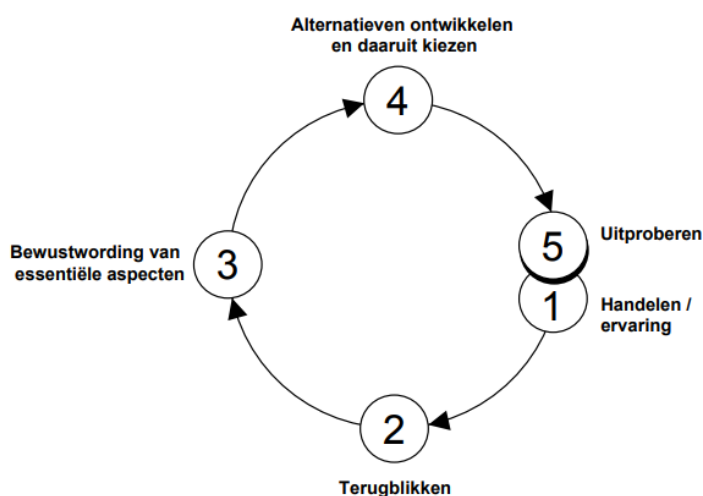 Alternatieven ontwikkelen
en daaruit kiezen
4
5
Uitproberen
Bewustwording van
essentiële aspecten
3
1
Handelen /
ervaring
2
Terugblikken